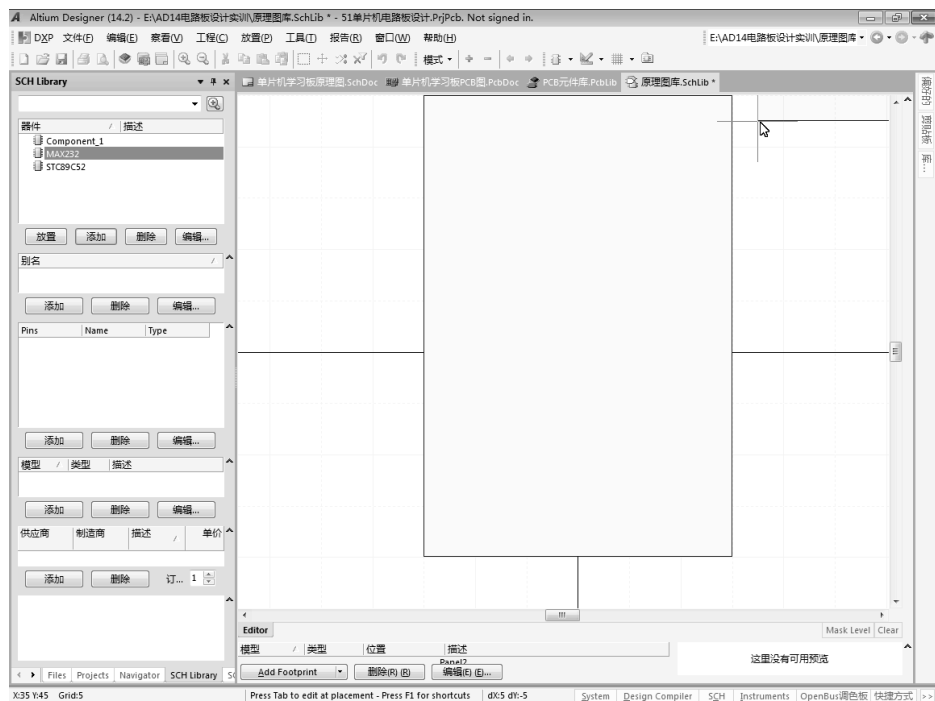 Altium Designer (14.2) - E:\AD14电路板设计实训\原理图库.SchLib * - 51单片机电路板设计.PrjPcb. Not signed in.
DXP 文件(F) 编辑(E) 察看(V) 工程(C) 放置(P) 工具(T) 报告(R) 窗口(W) 帮助(H) E:\AD14电路板设计实训\原理图库
模式
SCH Library
单片机学习板原理图.SchDoc 单片机学习板PCB图.PcbDoc PCB元件库.PcbLib 原理图库.SchLib *
偏好的
剪贴板
库...
器件 / 描述
Component_1
MAX232
STC89C52
放置 添加 删除 编辑...
别名 /
添加 删除 编辑...
Pins Name Type
添加 删除 编辑...
模型 / 类型 描述
添加 删除 编辑...
供应商 制造商 描述 / 单价
添加 删除 订... 1
Editor Mask Level Clear
模型 / 类型 位置 描述
Panel2
这里没有可用预览
Add Footprint 删除(R) (R) 编辑(E) (E)...
Files Projects Navigator SCH Library SC
X:35 Y:45 Grid:5 Press Tab to edit at placement - Press F1 for shortcuts dX:5 dY:-5 System Design Compiler SCH Instruments OpenBus调色板 快捷方式 >>